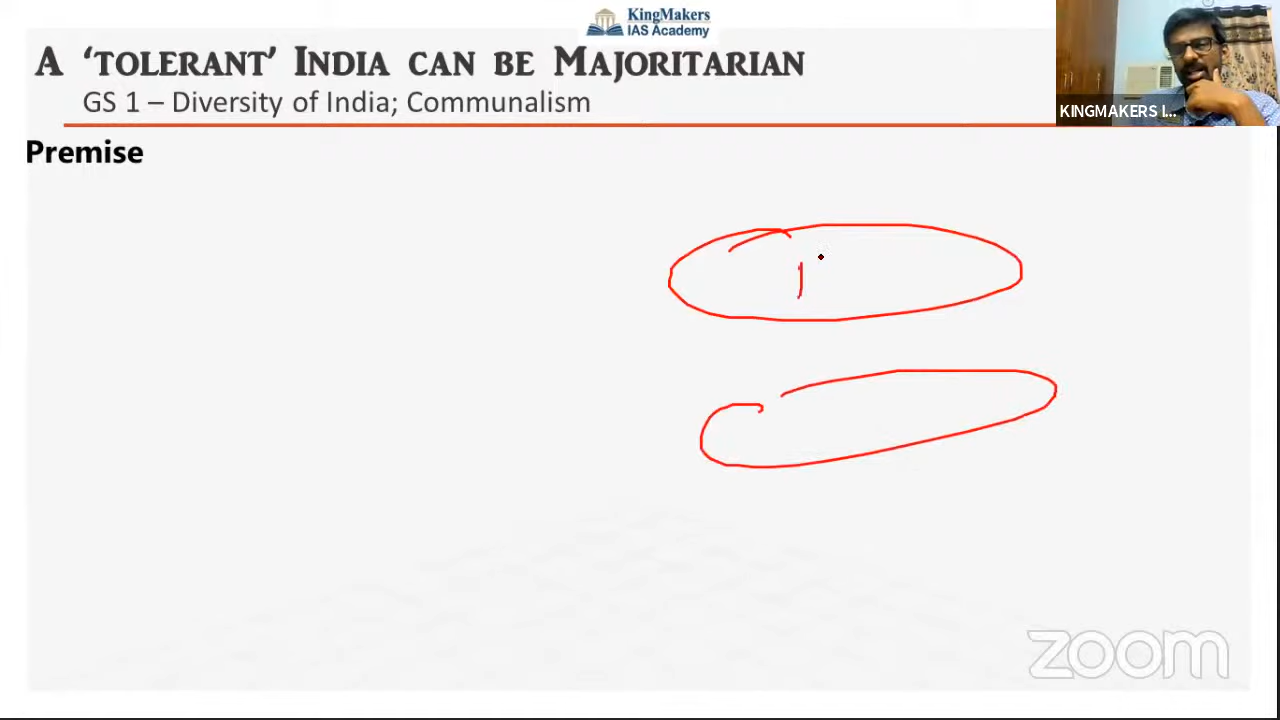 KingMakers
IAS Academy
A ‘tolerant’ India can be Majoritarian
GS 1 – Diversity of India; Communalism
KINGMAKERS I...
Premise
zoom